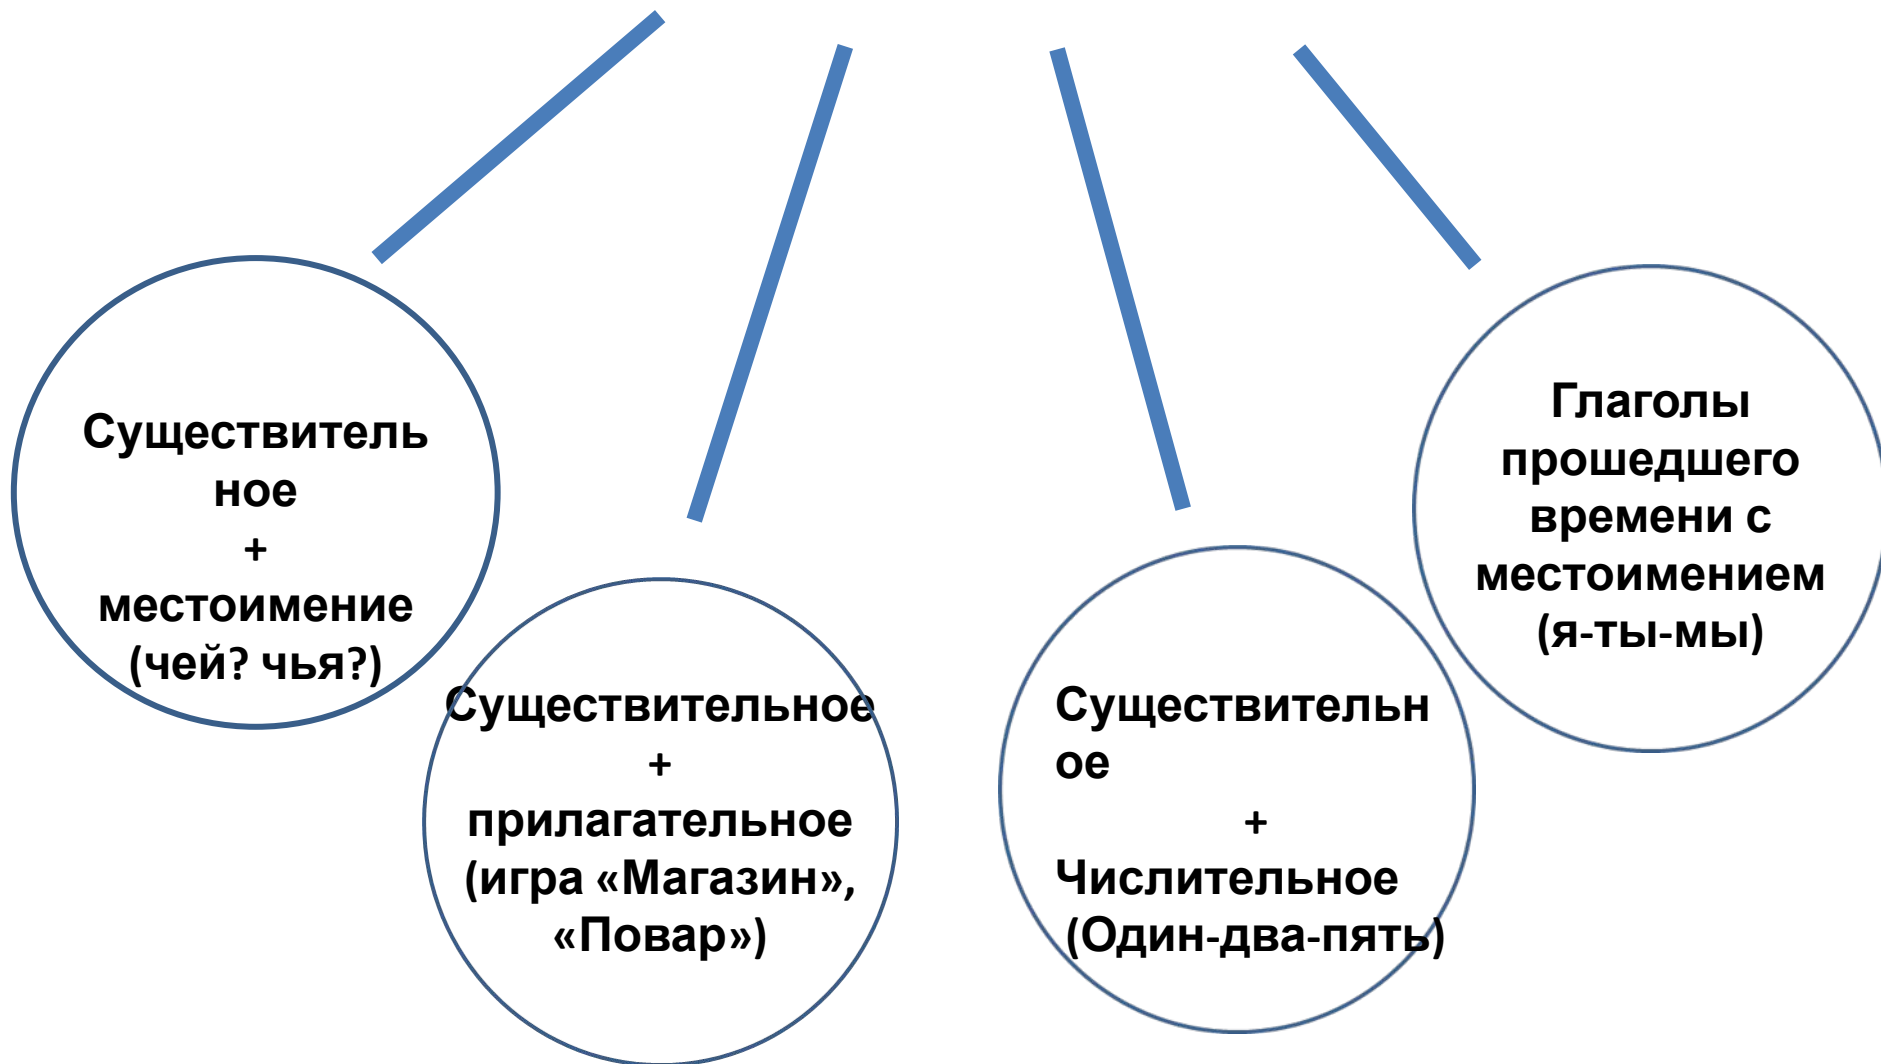 Существитель
ное
+
местоимение
(чей? чья?)
Существительное
+
прилагательное
(игра «Магазин»,
«Повар»)
Существительн
ое
+
Числительное
(Один-два-пять)
Глаголы
прошедшего
времени с
местоимением
(я-ты-мы)